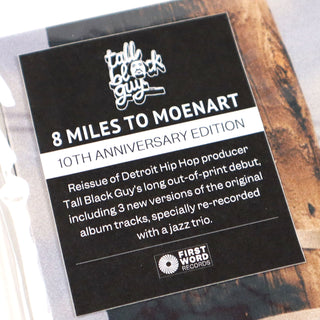 tall
black
guy
8 MILES TO MOENART
10TH ANNIVERSARY EDITION
Reissue of Detroit Hip Hop producer
Tall Black Guy's long out-of-print debut,
including 3 new versions of the original
album tracks, specially re-recorded
with a jazz trio.
FIRST
WORD
RECORDS